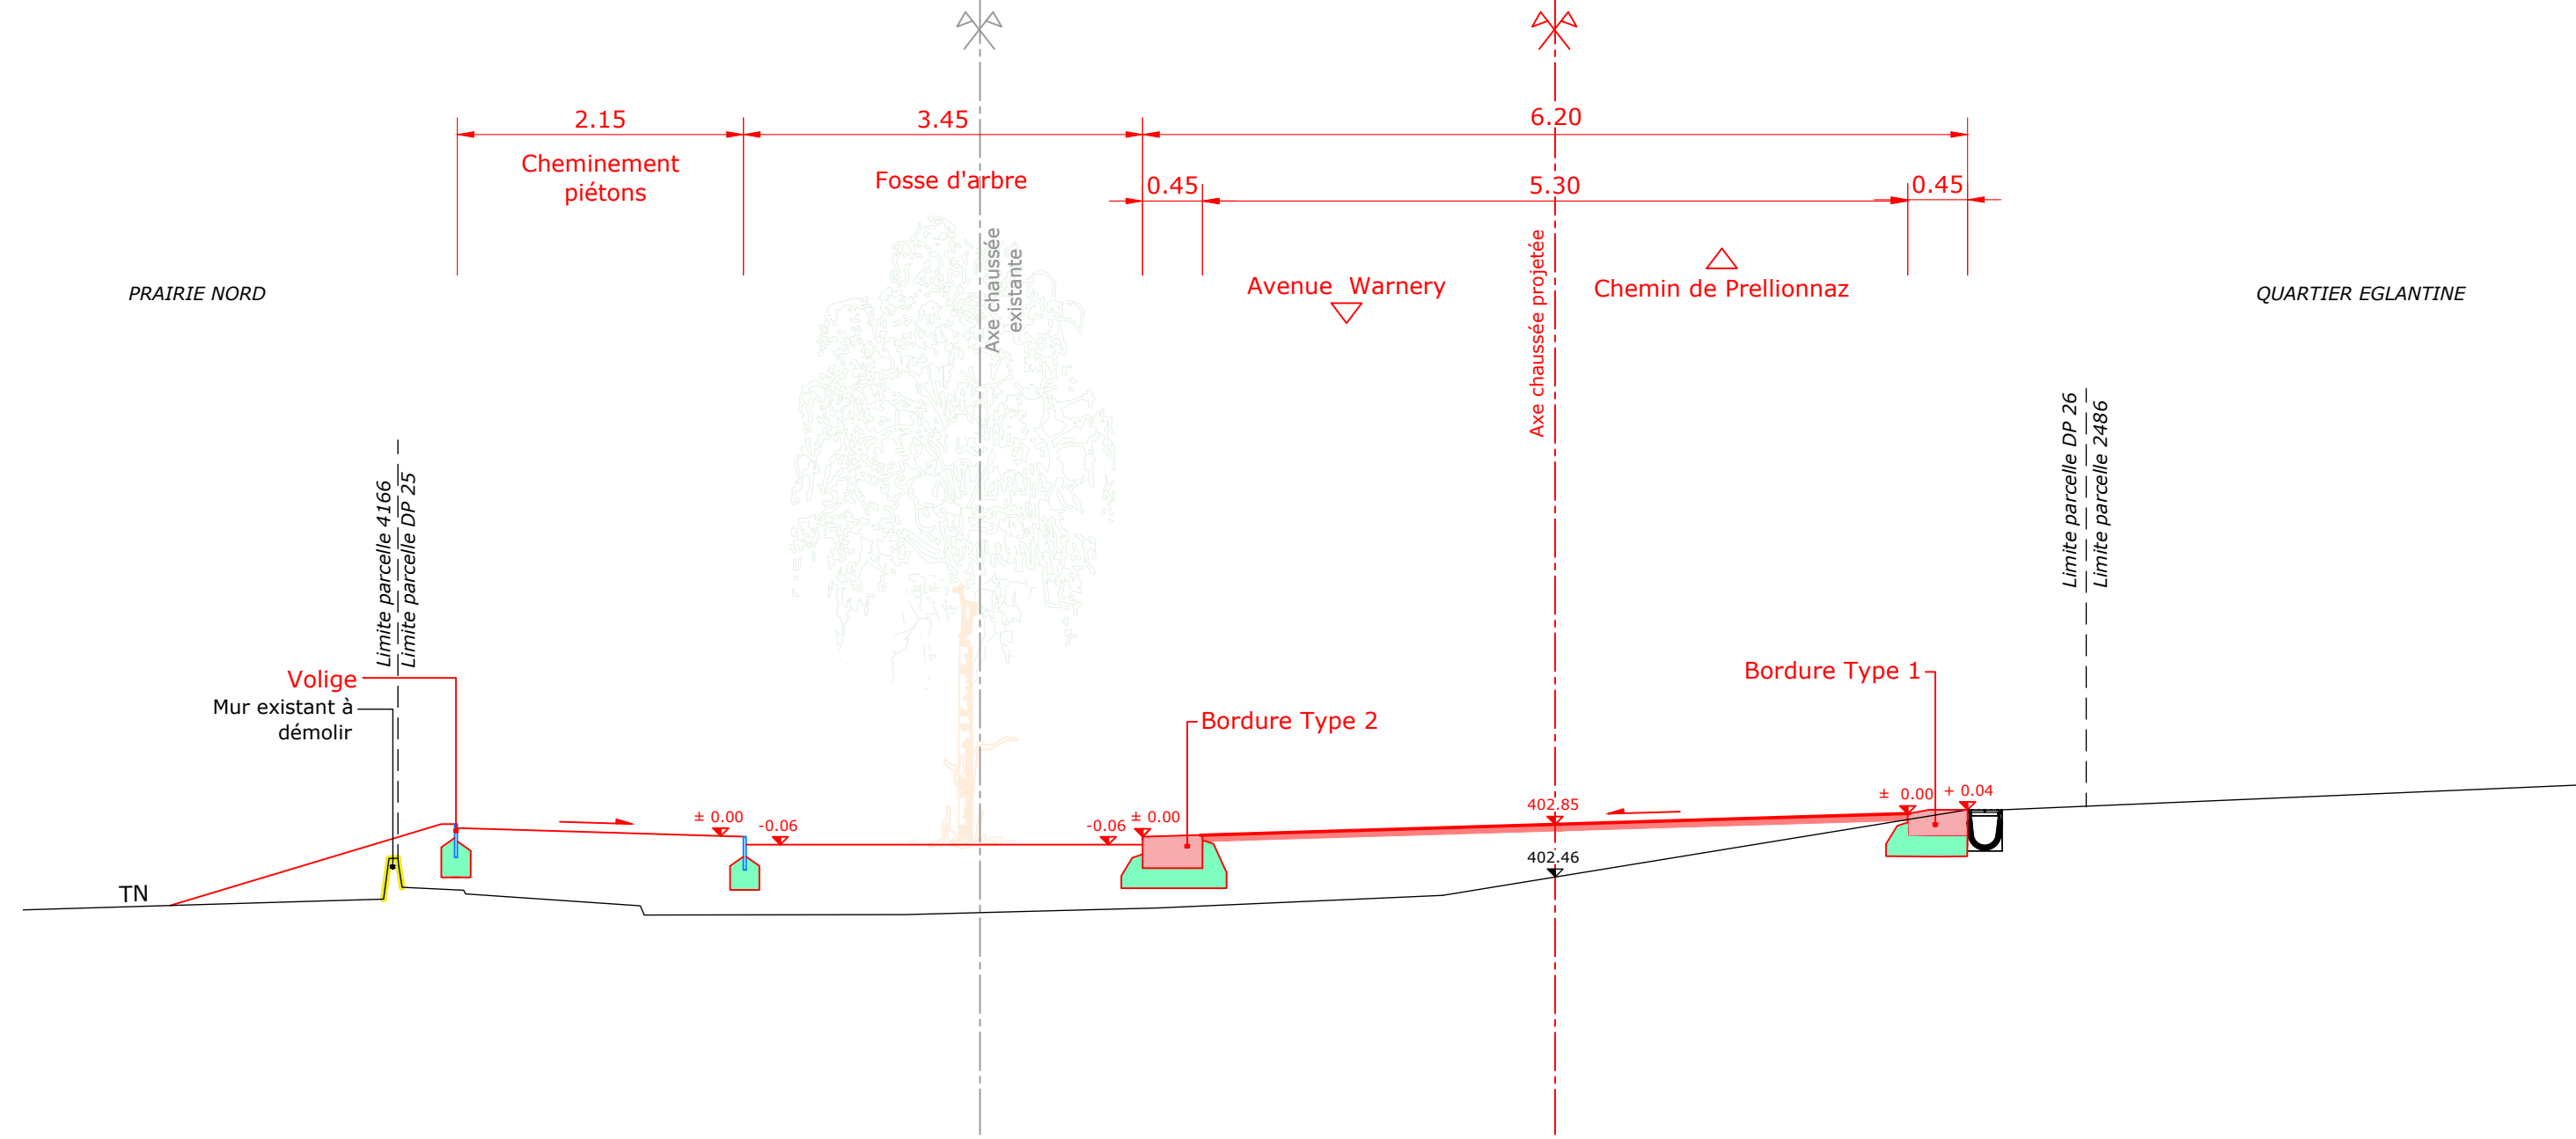 2.15
3.45
6.20
Cheminement
piétons
Fosse d'arbre
0.45
5.30
0.45
Axe chaussée
existante
Axe chaussée projetée
Avenue Warnery
Chemin de Prellionnaz
PRAIRIE NORD
QUARTIER EGLANTINE
Limite parcelle 4166
Limite parcelle DP 25
Limite parcelle DP 26
Limite parcelle 2486
Volige
Mur existant à
démolir
Bordure Type 2
Bordure Type 1
± 0.00
-0.06
-0.06
± 0.00
402.85
± 0.00
+ 0.04
402.46
TN